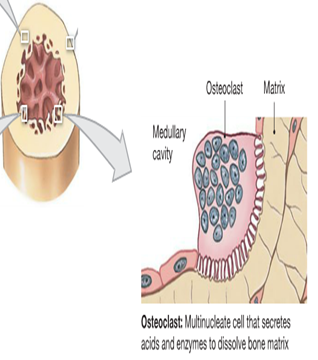 Osteoclast Matrix
Medullary
cavity
Osteoclast: Multinucleate cell that secretes
acids and enzymes to dissolve bone matrix